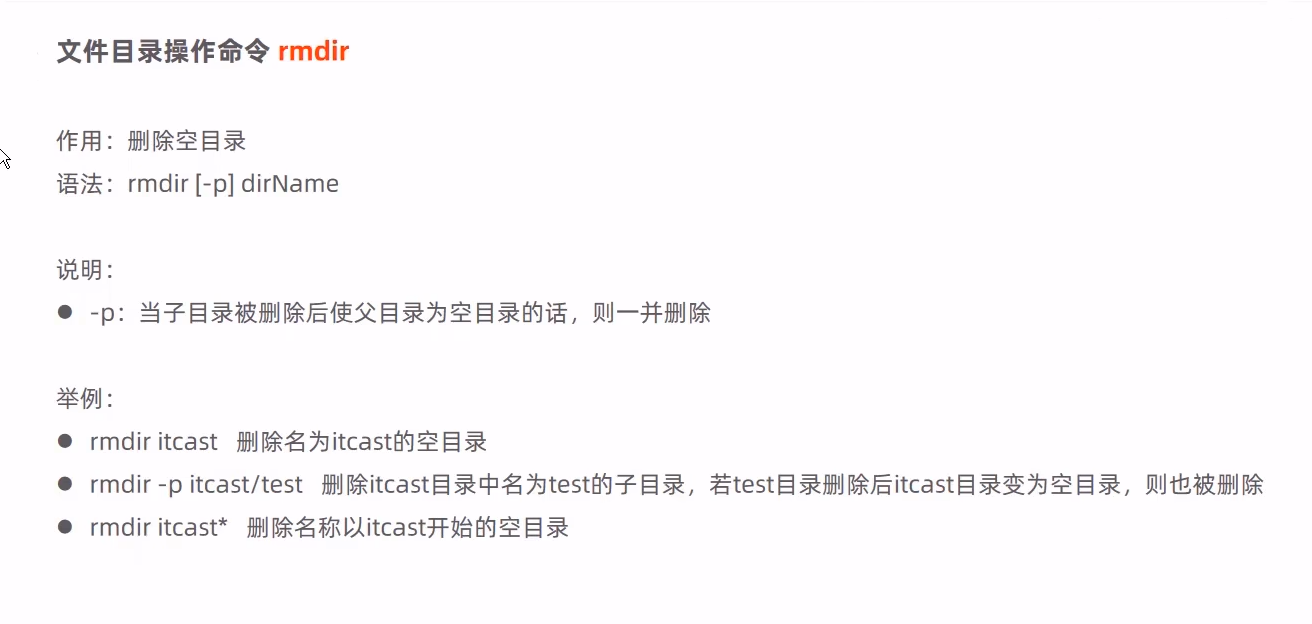 文件目录操作命令 rmdir
作用：删除空目录
语法：rmdir [-p] dirName
说明：
● -p：当子目录被删除后使父目录为空目录的话，则一并删除
举例：
● rmdir itcast 删除名为itcast的空目录
● rmdir -p itcast/test 删除itcast目录中名为test的子目录，若test目录删除后itcast目录变为空目录，则也被删除
● rmdir itcast* 删除名称以itcast开始的空目录